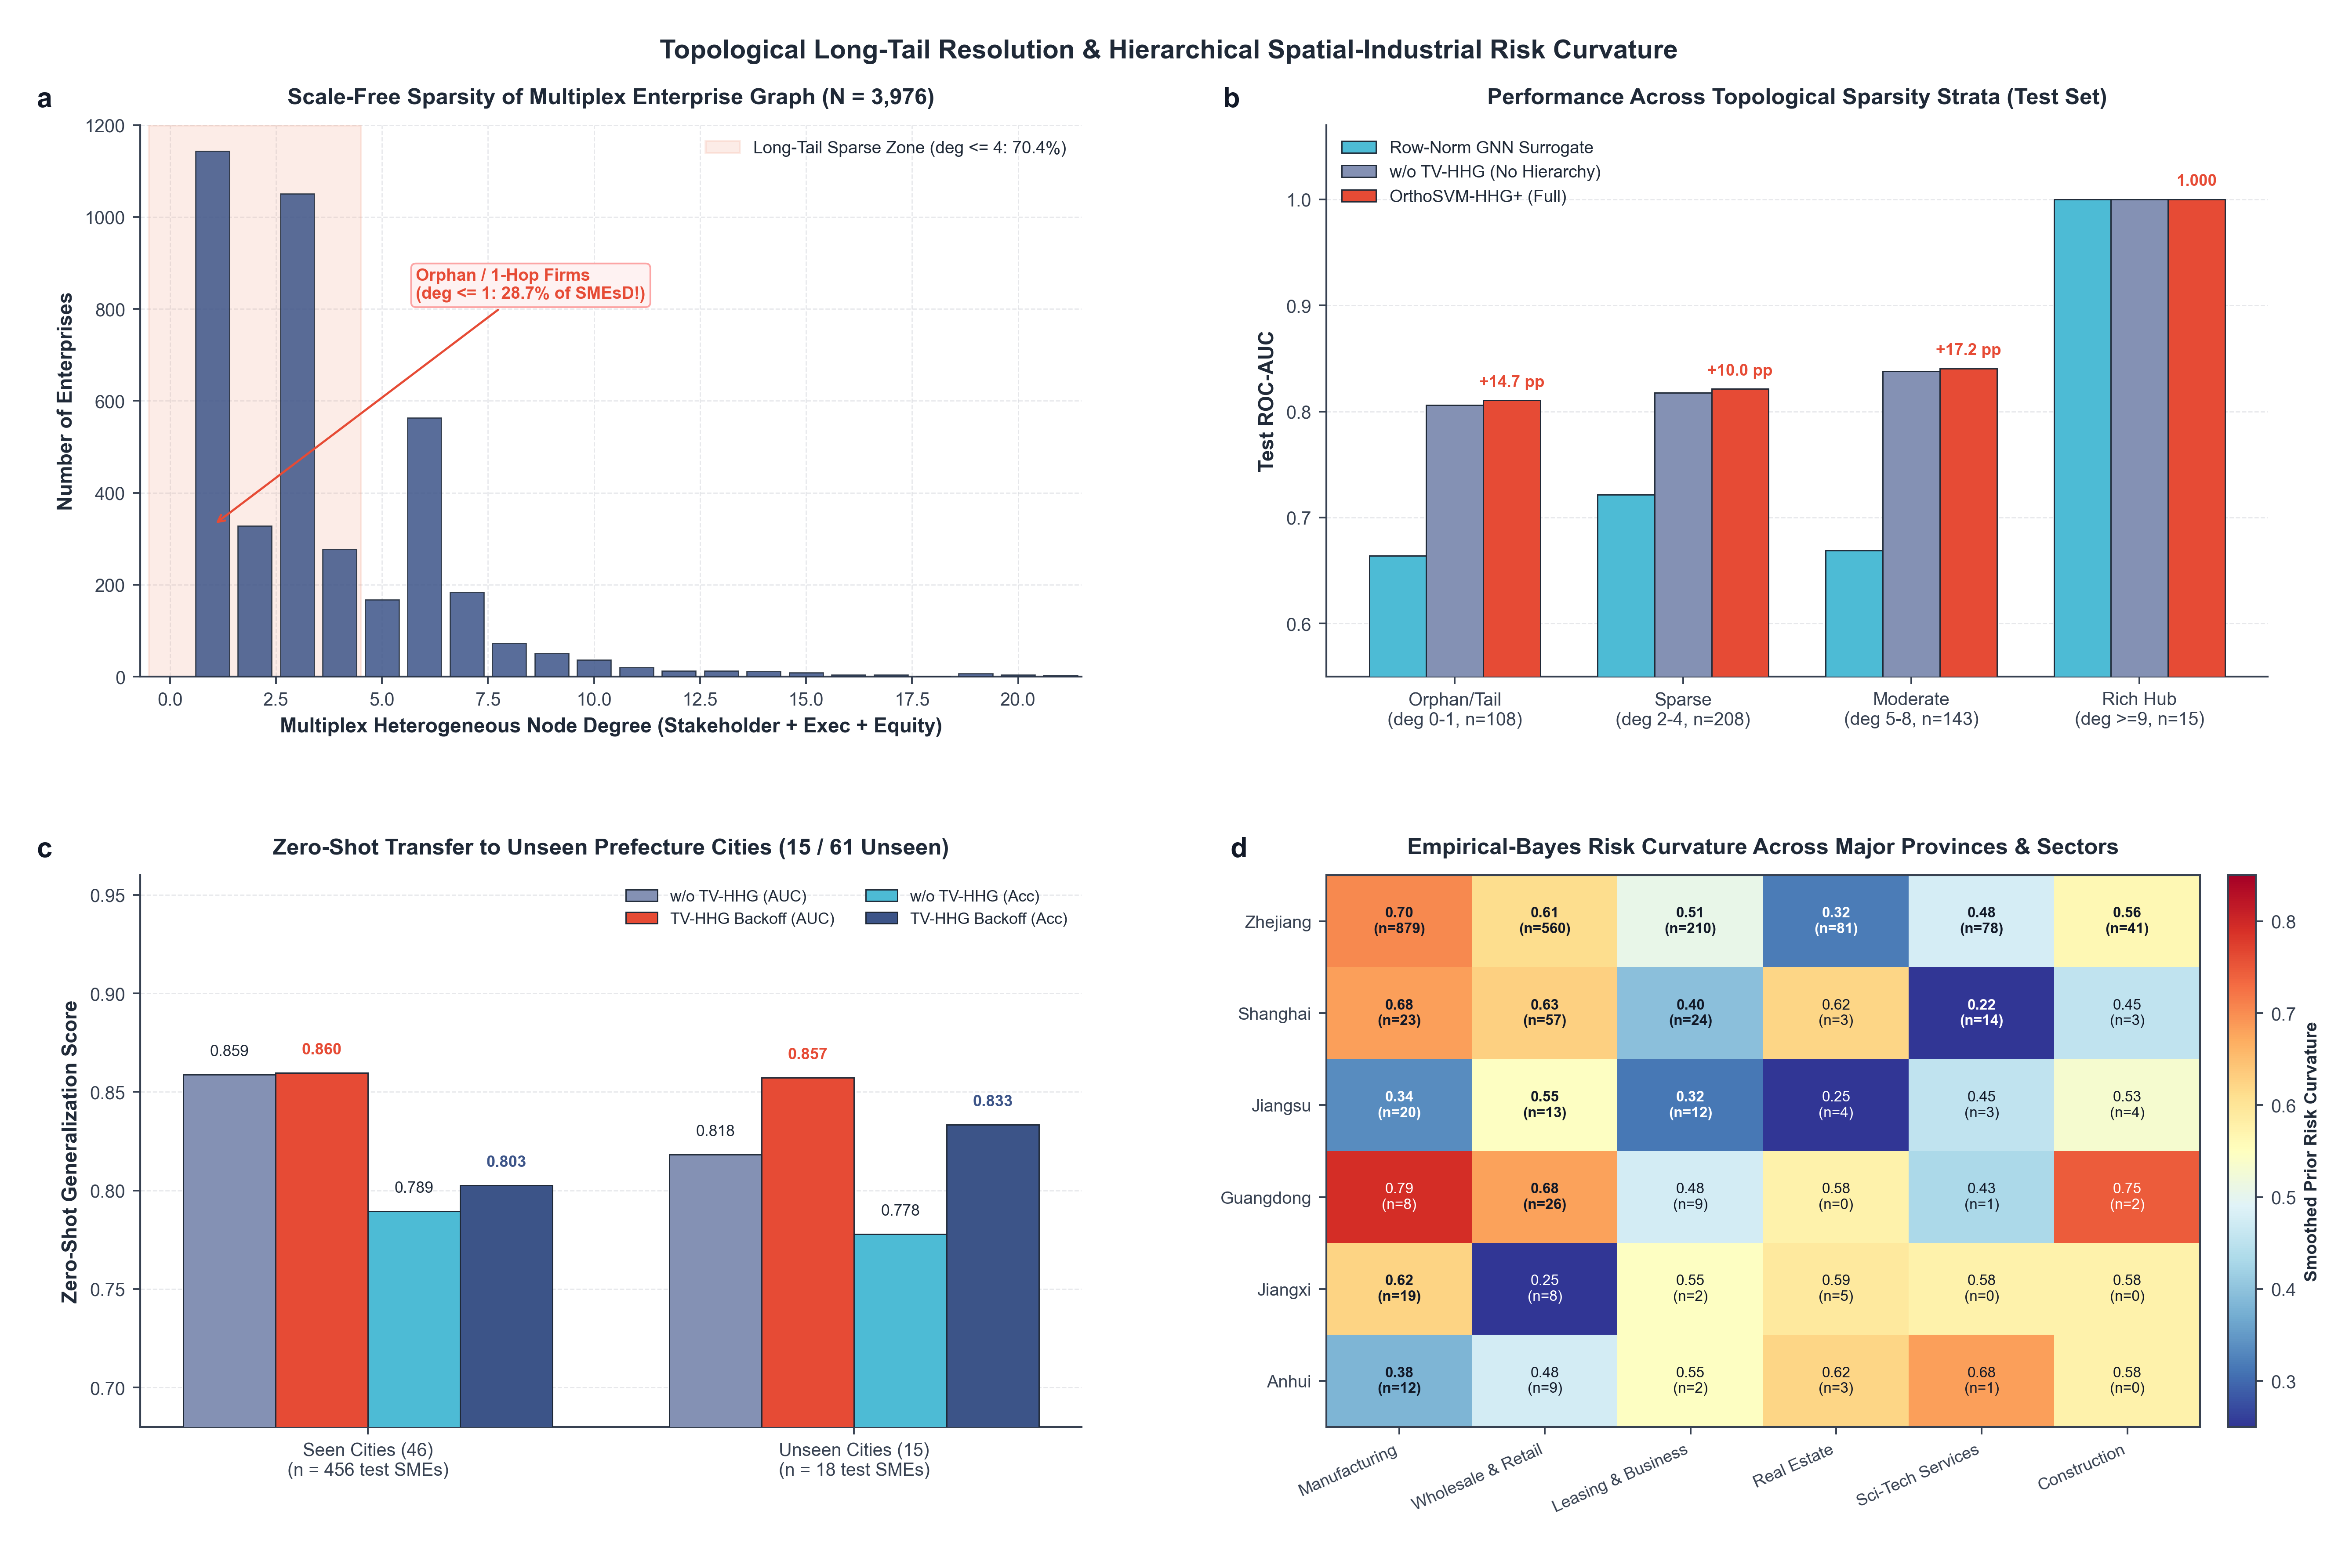 Topological Long-Tail Resolution & Hierarchical Spatial-Industrial Risk Curvature
a
Scale-Free Sparsity of Multiplex Enterprise Graph (N = 3,976)
Long-Tail Sparse Zone (deg <= 4: 70.4%)
Orphan / 1-Hop Firms
(deg <= 1: 28.7% of SMEsD!)
Number of Enterprises
1200
1000
800
600
400
200
0
0.0 2.5 5.0 7.5 10.0 12.5 15.0 17.5 20.0
Multiplex Heterogeneous Node Degree (Stakeholder + Exec + Equity)
b
Performance Across Topological Sparsity Strata (Test Set)
Row-Norm GNN Surrogate
w/o TV-HHG (No Hierarchy)
OrthoSVM-HHG+ (Full)
Test ROC-AUC
1.0
0.9
0.8
0.7
0.6
+14.7 pp
+10.0 pp
+17.2 pp
1.000
Orphan/Tail
(deg 0-1, n=108)
Sparse
(deg 2-4, n=208)
Moderate
(deg 5-8, n=143)
Rich Hub
(deg >=9, n=15)
c
Zero-Shot Transfer to Unseen Prefecture Cities (15 / 61 Unseen)
w/o TV-HHG (AUC)
TV-HHG Backoff (AUC)
w/o TV-HHG (Acc)
TV-HHG Backoff (Acc)
Zero-Shot Generalization Score
0.95
0.90
0.85
0.80
0.75
0.70
0.859
0.860
0.789
0.803
0.818
0.857
0.778
0.833
Seen Cities (46)
(n = 456 test SMEs)
Unseen Cities (15)
(n = 18 test SMEs)
d
Empirical-Bayes Risk Curvature Across Major Provinces & Sectors
Zhejiang
0.70 0.61 0.51 0.32 0.48 0.56
(n=879) (n=560) (n=210) (n=81) (n=78) (n=41)
Shanghai
0.68 0.63 0.40 0.62 0.22 0.45
(n=23) (n=57) (n=24) (n=3) (n=14) (n=3)
Jiangsu
0.34 0.55 0.32 0.25 0.45 0.53
(n=20) (n=13) (n=12) (n=4) (n=3) (n=4)
Guangdong
0.79 0.68 0.48 0.58 0.43 0.75
(n=8) (n=26) (n=9) (n=0) (n=1) (n=2)
Jiangxi
0.62 0.25 0.55 0.59 0.58 0.58
(n=19) (n=8) (n=2) (n=5) (n=0) (n=0)
Anhui
0.38 0.48 0.55 0.62 0.68 0.58
(n=12) (n=9) (n=2) (n=3) (n=1) (n=0)
Manufacturing
Wholesale & Retail
Leasing & Business
Real Estate
Sci-Tech Services
Construction
0.8
0.7
0.6
0.5
0.4
0.3
Smoothed Prior Risk Curvature